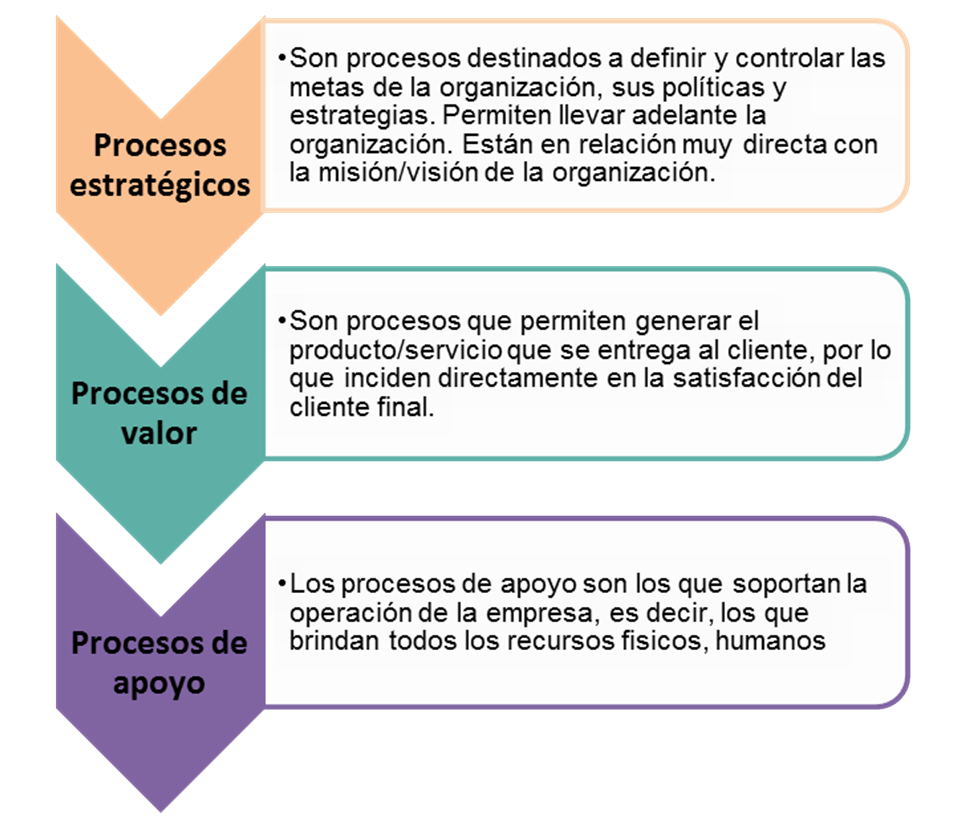 Procesos
estratégicos
•Son procesos destinados a definir y controlar las
metas de la organización, sus políticas y
estrategias. Permiten llevar adelante la
organización. Están en relación muy directa con
la misión/visión de la organización.
Procesos de
valor
•Son procesos que permiten generar el
producto/servicio que se entrega al cliente, por lo
que inciden directamente en la satisfacción del
cliente final.
Procesos de
apoyo
•Los procesos de apoyo son los que soportan la
operación de la empresa, es decir, los que
brindan todos los recursos fisicos, humanos